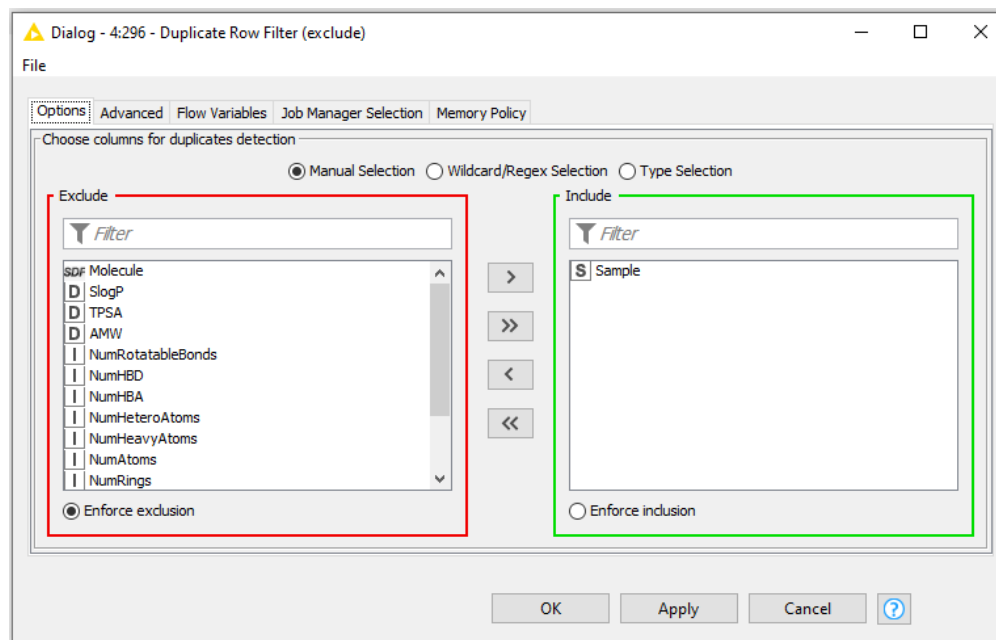 Dialog - 4:296 - Duplicate Row Filter (exclude)
File
Options Advanced Flow Variables Job Manager Selection Memory Policy
Choose columns for duplicates detection
Manual Selection Wildcard/Regex Selection Type Selection
Exclude
Filter
SDF Molecule
D SlogP
D TPSA
D AMW
I NumRotatableBonds
I NumHBD
I NumHBA
I NumHeteroAtoms
I NumHeavyAtoms
I NumAtoms
I NumRings
Enforce exclusion
Include
Filter
S Sample
Enforce inclusion
OK Apply Cancel ?